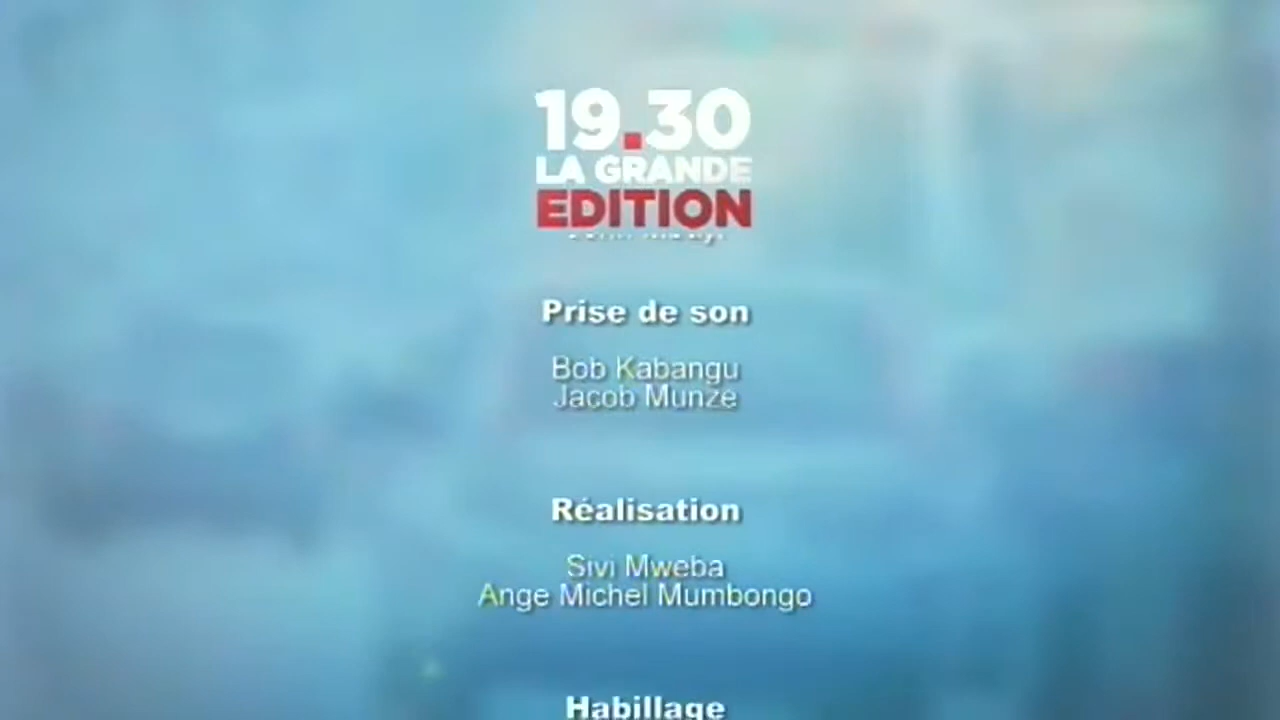 19.30
LA GRANDE
EDITION
Prise de son
Bob Kabangu
Jacob Munze
Réalisation
Sivi Mweba
Ange Michel Mumbongo
Habillage